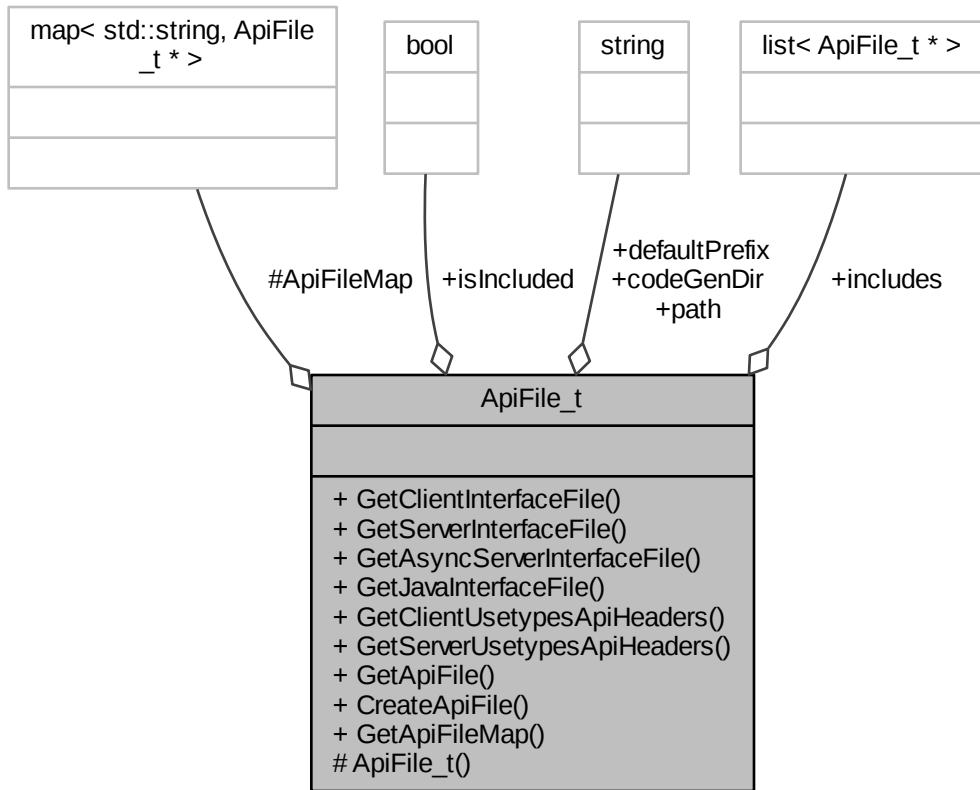 map< std::string, ApiFile
_t * >
bool
string
list< ApiFile_t * >
#ApiFileMap
+isIncluded
+defaultPrefix
+codeGenDir
+path
+includes
ApiFile_t
+ GetClientInterfaceFile()
+ GetServerInterfaceFile()
+ GetAsyncServerInterfaceFile()
+ GetJavaInterfaceFile()
+ GetClientUsetypesApiHeaders()
+ GetServerUsetypesApiHeaders()
+ GetApiFile()
+ CreateApiFile()
+ GetApiFileMap()
# ApiFile_t()